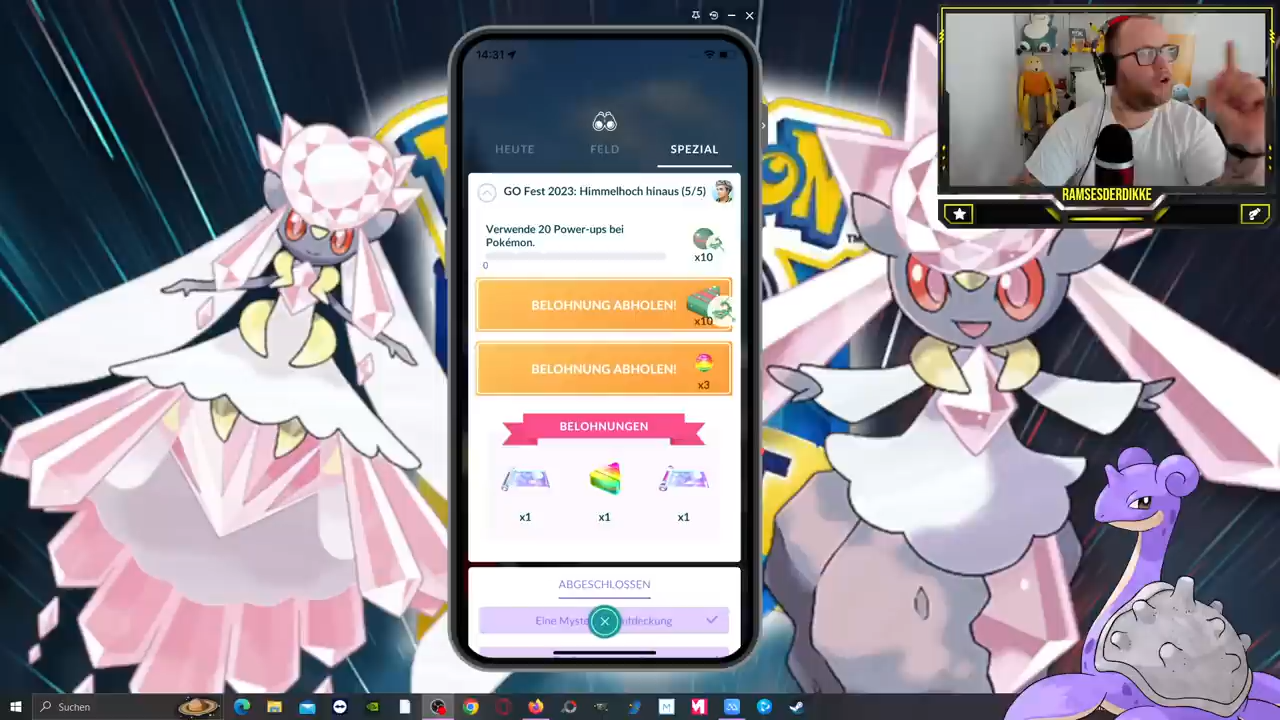 14:31
HEUTE
FELD
SPEZIAL
GO Fest 2023: Himmelhoch hinaus (5/5)
Verwende 20 Power-ups bei
Pokémon.
x10
0
BELOHNUNG ABHOLEN!
x10
BELOHNUNG ABHOLEN!
x3
BELOHNUNGEN
x1
x1
x1
ABGESCHLOSSEN
RAMSESDERDIKKE
TM
Suchen